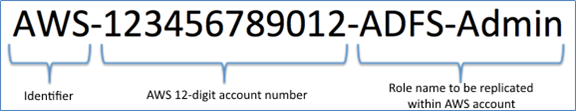 AWS-123456789012-ADFS-Admin
Identifier
AWS 12-digit account number
Role name to be replicated
within AWS account